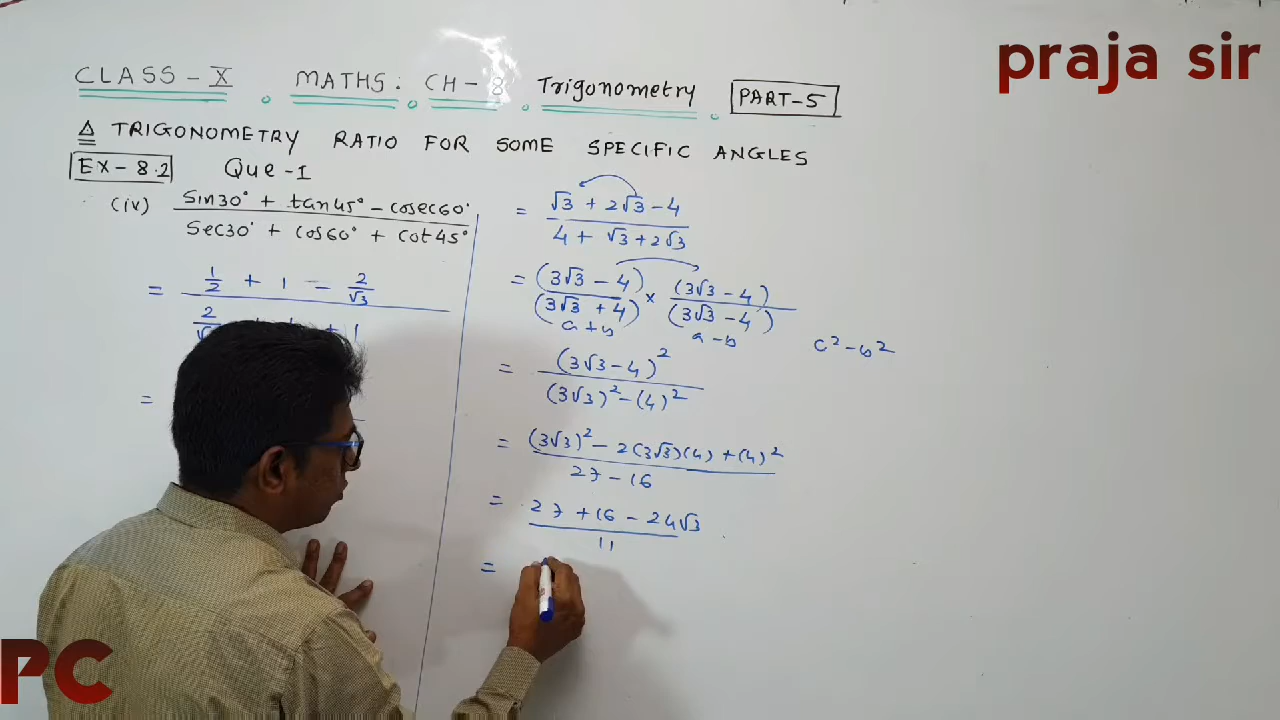 praja sir
CLASS - X MATHS: CH - 8 Trigonometry PART-5
△ TRIGONOMETRY RATIO FOR SOME SPECIFIC ANGLES
EX - 8.2 Que - 1
(iv) (sin30° + tan45° - cosec60°) / (sec30° + cos60° + cot45°)
= (1/2 + 1 - 2/√3) /
=
= (√3 + 2√3 - 4) / (4 + √3 + 2√3)
= (3√3 - 4) / (3√3 + 4) × (3√3 - 4) / (3√3 - 4)
a + b a - b
a² - b²
= (3√3 - 4)² / (3√3)² - (4)²
= (3√3)² - 2(3√3)(4) + (4)² / 27 - 16
= 27 + 16 - 24√3 / 11
=
PC